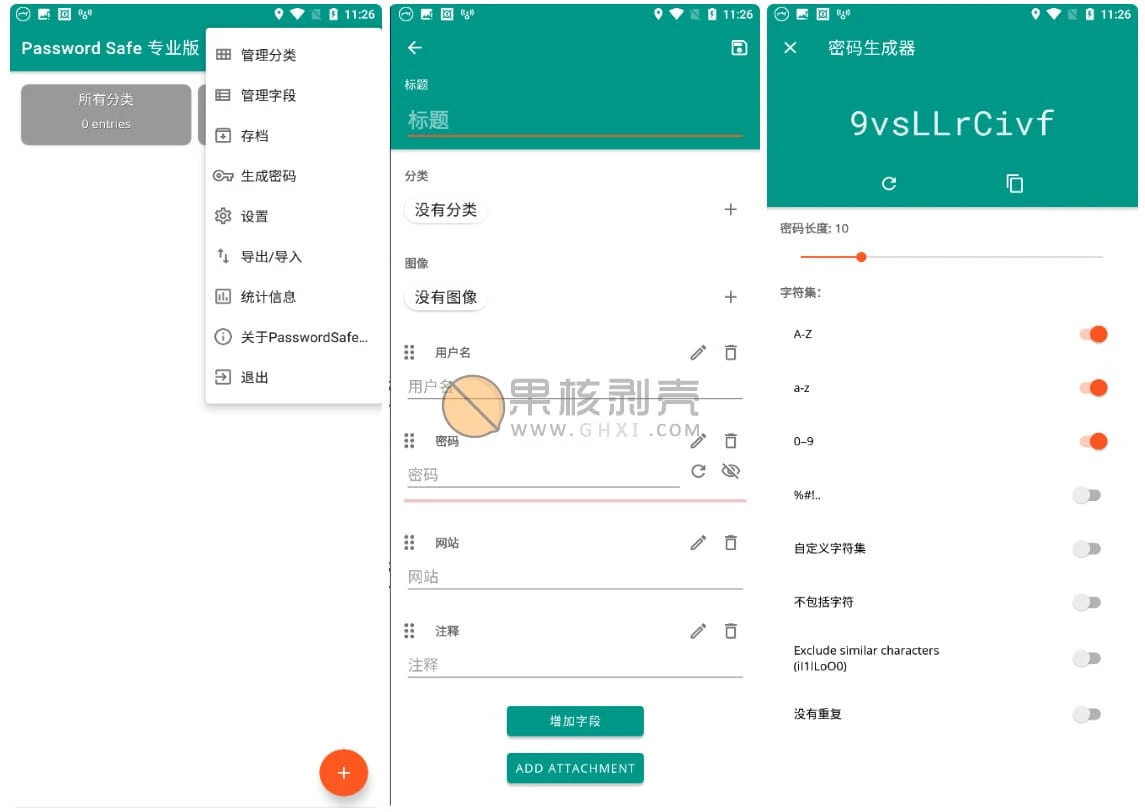 11:26
Password Safe 专业版
所有分类
0 entries
管理分类
管理字段
存档
生成密码
设置
导出/导入
统计信息
关于PasswordSafe...
退出
11:26
标题
标题
分类
没有分类
图像
没有图像
用户名
用户名
密码
密码
网站
网站
注释
注释
增加字段
ADD ATTACHMENT
果核剥壳
WWW.GHXI.COM
11:26
密码生成器
9vsLLrCivf
密码长度: 10
字符集:
A-Z
a-z
0-9
%#!..
自定义字符集
不包括字符
Exclude similar characters
(iI1lLoO0)
没有重复